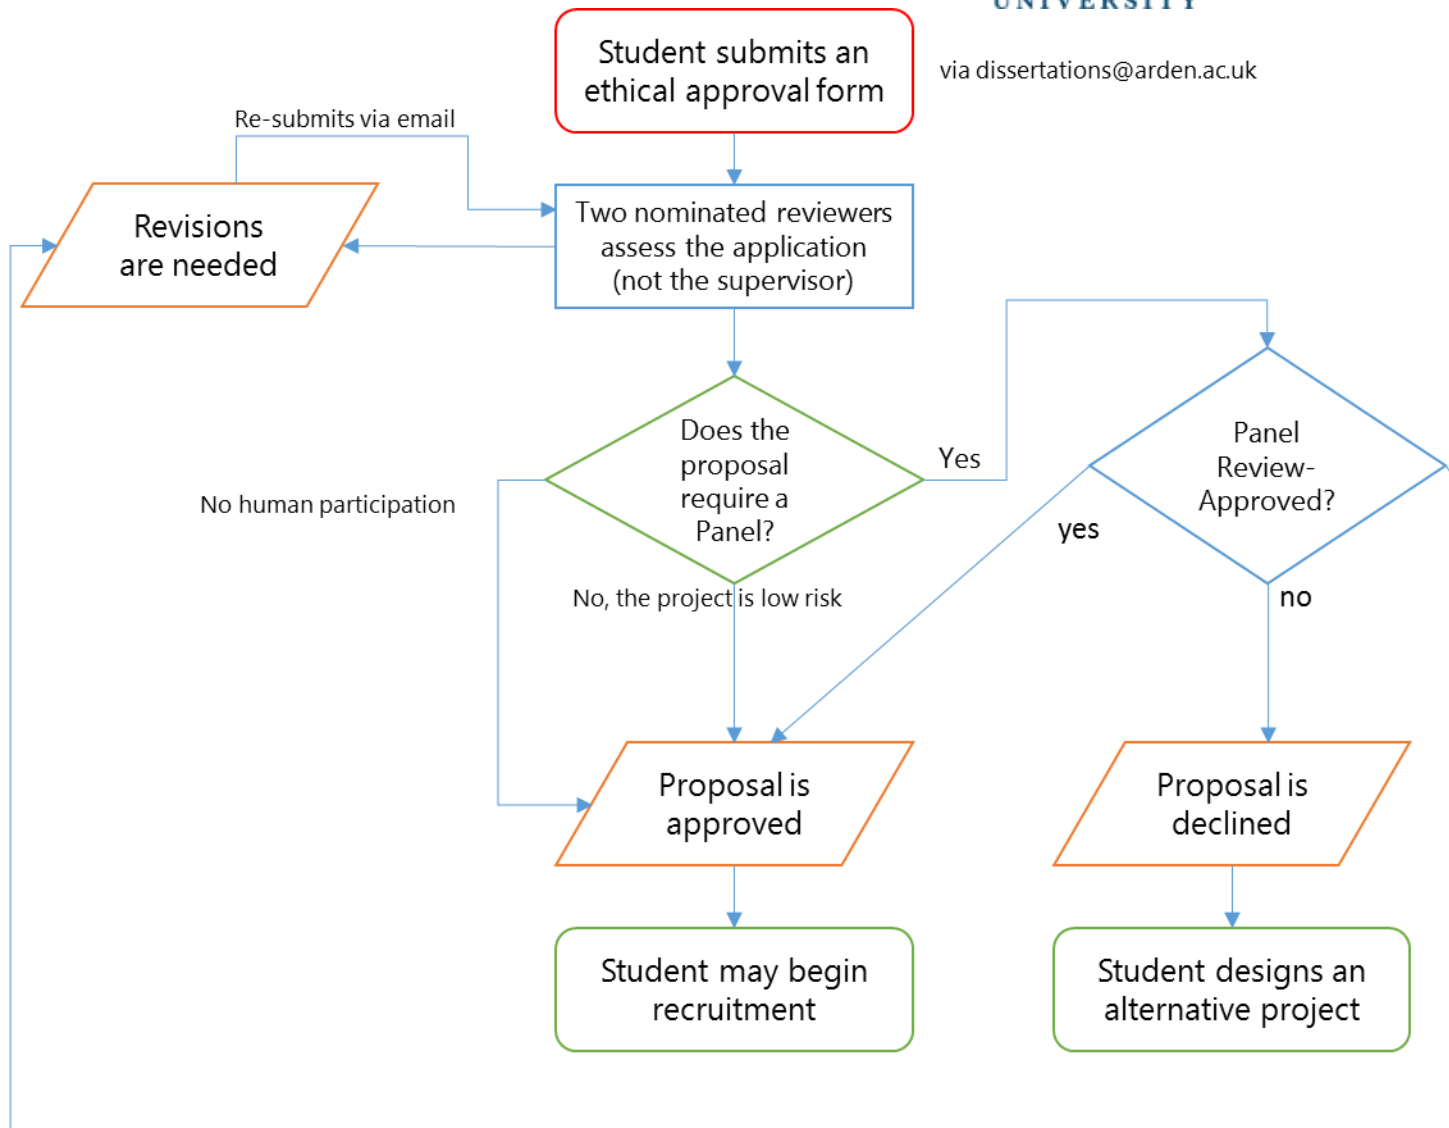 UNIVERSITY
Student submits an
ethical approval form
via dissertations@arden.ac.uk
Re-submits via email
Revisions
are needed
Two nominated reviewers
assess the application
(not the supervisor)
Does the
proposal
require a
Panel?
Yes
Panel
Review-
Approved?
No human participation
yes
No, the project is low risk
no
Proposal is
approved
Proposal is
declined
Student may begin
recruitment
Student designs an
alternative project